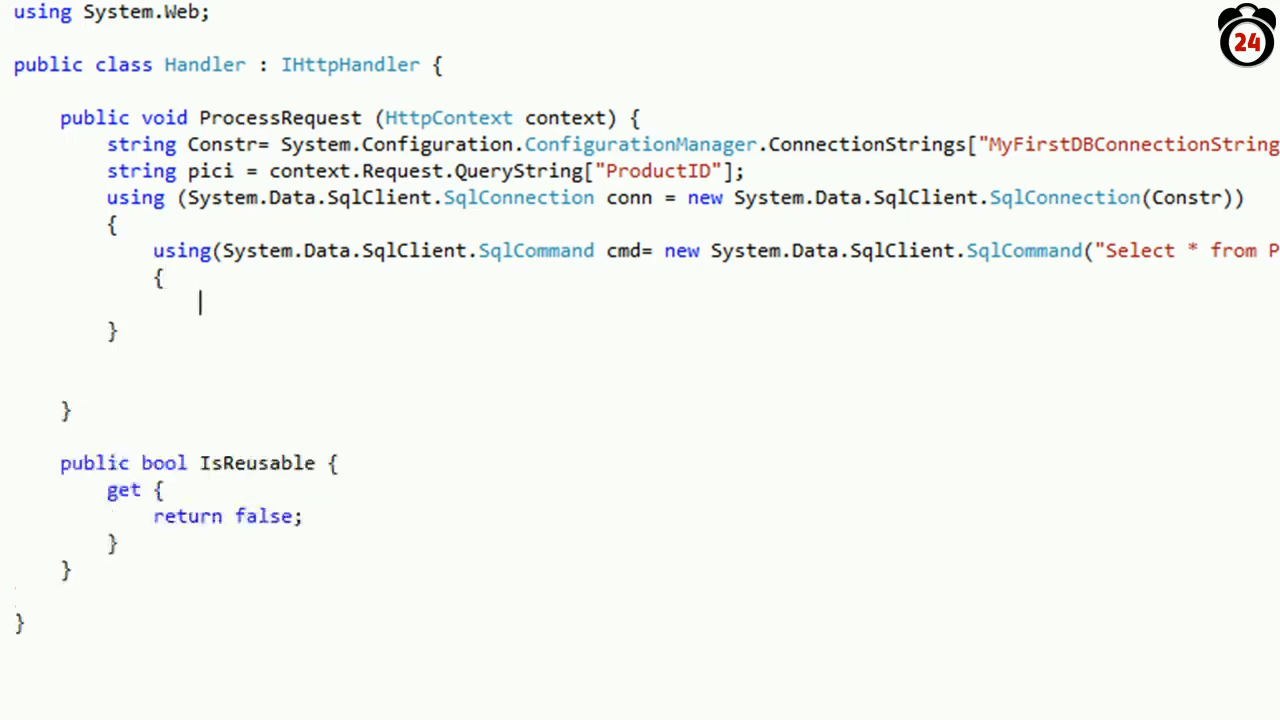 using System.Web;
24
public class Handler : IHttpHandler {
public void ProcessRequest (HttpContext context) {
string Constr= System.Configuration.ConfigurationManager.ConnectionStrings["MyFirstDBConnectionString
string pici = context.Request.QueryString["ProductID"];
using (System.Data.SqlClient.SqlConnection conn = new System.Data.SqlClient.SqlConnection(Constr))
{
using(System.Data.SqlClient.SqlCommand cmd= new System.Data.SqlClient.SqlCommand("Select * from P
{
}
}
public bool IsReusable {
get {
return false;
}
}
}